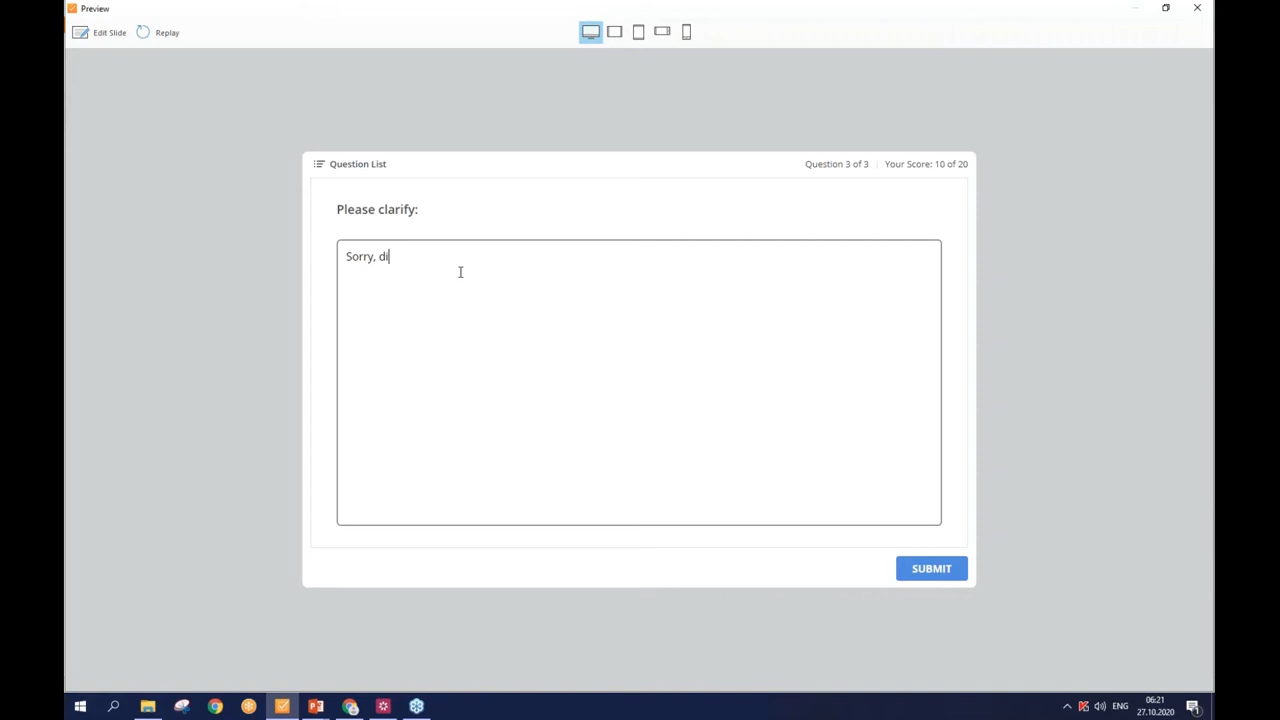 Preview
Edit Slide
Replay
Question List
Question 3 of 3
Your Score: 10 of 20
Please clarify:
Sorry, di
SUBMIT
ENG
06:21
27.10.2020